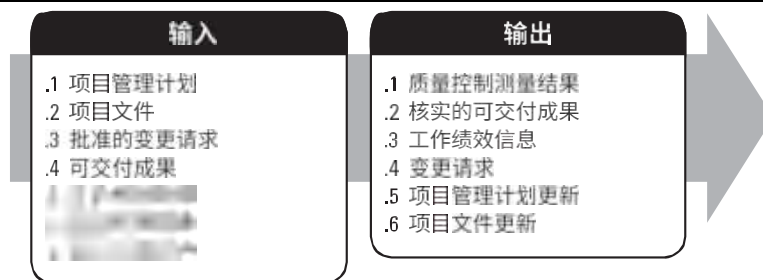 输入
.1 项目管理计划
.2 项目文件
.3 批准的变更请求
.4 可交付成果
输出
.1 质量控制测量结果
.2 核实的可交付成果
.3 工作绩效信息
.4 变更请求
.5 项目管理计划更新
.6 项目文件更新